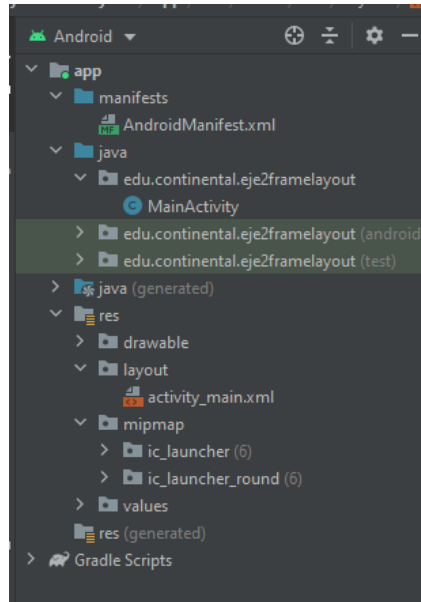 Android
app
manifests
MF AndroidManifest.xml
java
edu.continental.eje2framelayout
C MainActivity
edu.continental.eje2framelayout (android
edu.continental.eje2framelayout (test)
java (generated)
res
drawable
layout
activity_main.xml
mipmap
ic_launcher (6)
ic_launcher_round (6)
values
res (generated)
Gradle Scripts